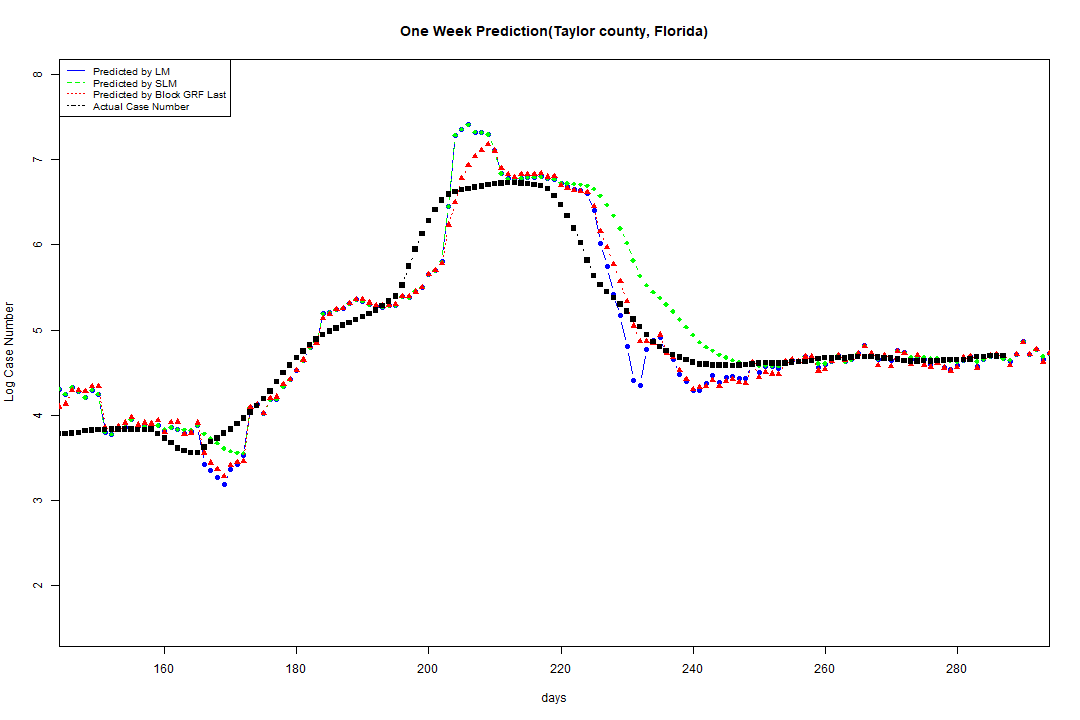 One Week Prediction(Taylor county, Florida)
Predicted by LM
Predicted by SLM
Predicted by Block GRF Last
Actual Case Number
8
7
6
5
4
3
2
Log Case Number
160 180 200 220 240 260 280
days